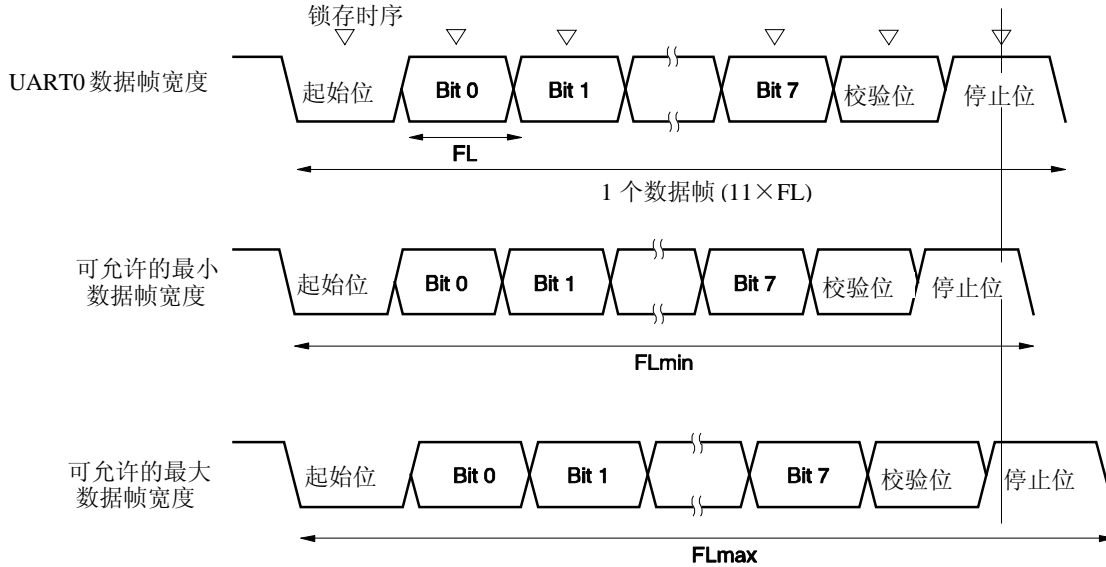 锁存时序
UART0 数据帧宽度
起始位 Bit 0 Bit 1 Bit 7 校验位 停止位
FL
1 个数据帧 (11×FL)
可允许的最小
数据帧宽度
起始位 Bit 0 Bit 1 Bit 7 校验位 停止位
FLmin
可允许的最大
数据帧宽度
起始位 Bit 0 Bit 1 Bit 7 校验位 停止位
FLmax